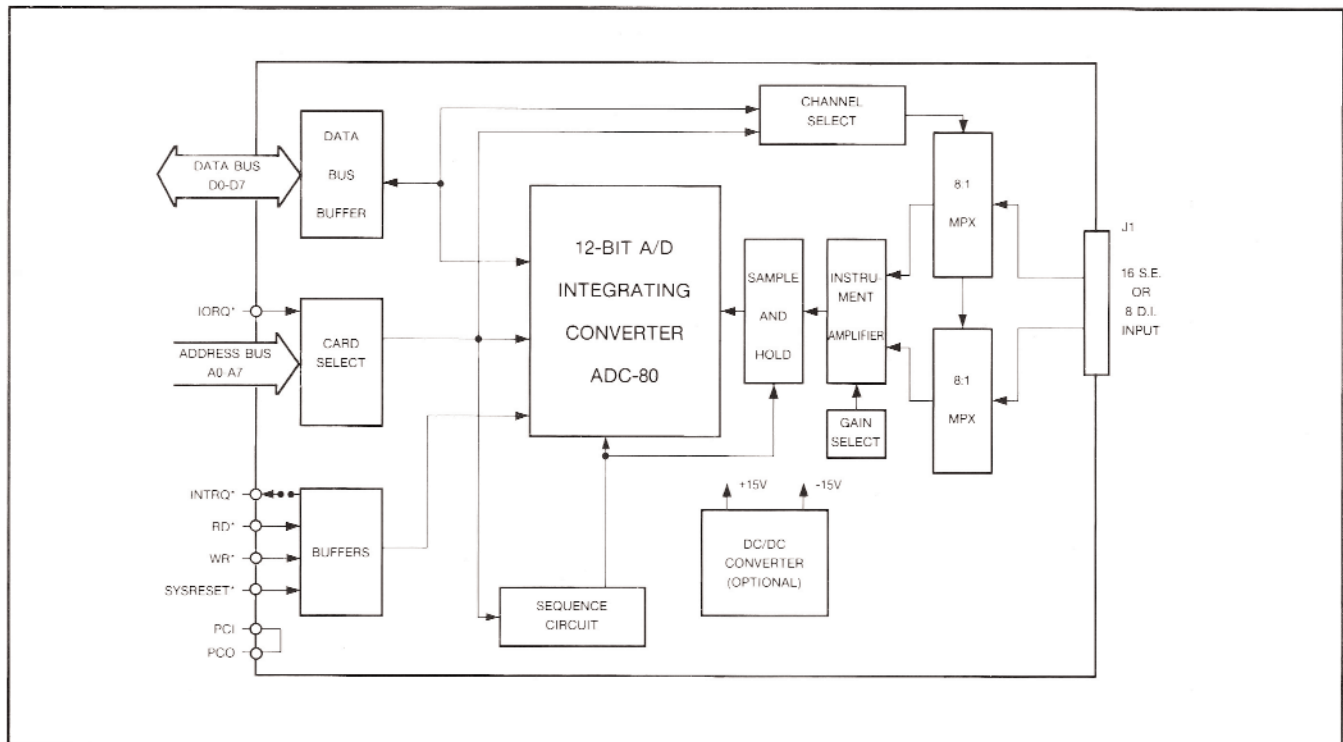 CHANNEL
SELECT
DATA
BUS
BUFFER
DATA BUS
D0-D7
8:1
MPX
J1
16 S.E.
OR
8 D.I.
INPUT
12-BIT A/D
INTEGRATING
CONVERTER
ADC-80
SAMPLE
AND
HOLD
INSTRU-
MENT
AMPLIFIER
IORQ*
CARD
SELECT
ADDRESS BUS
A0-A7
8:1
MPX
GAIN
SELECT
INTRQ*
RD*
WR*
SYSRESET*
BUFFERS
+15V
-15V
DC/DC
CONVERTER
(OPTIONAL)
SEQUENCE
CIRCUIT
PCI
PCO